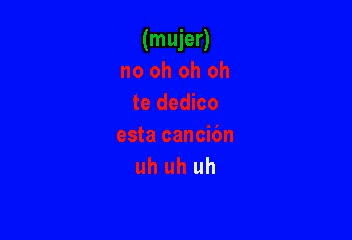 (mujer)
no oh oh oh
te dedico
esta canción
uh uh uh